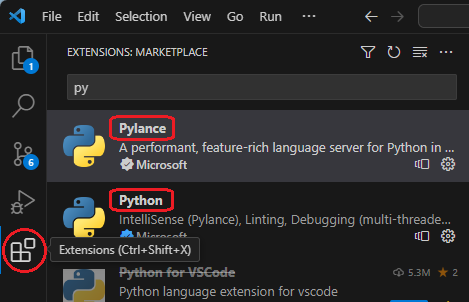 File Edit Selection View ...
EXTENSIONS: MARKETPLACE
1
py
Pylance
A performant, feature-rich language server for Python in ...
Microsoft
6
Python
IntelliSense (Pylance), Linting, Debugging (multi-threade...
Microsoft
Extensions (Ctrl+Shift+X)
Python for VSCode 5.3M 2
Python language extension for vscode